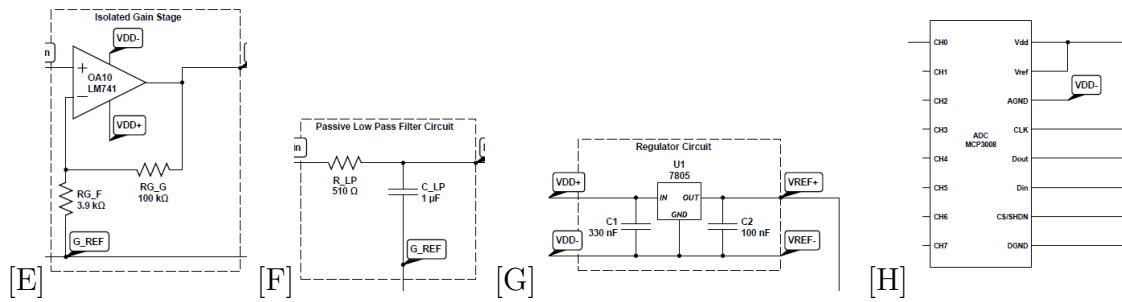 Isolated Gain Stage
VDD-
in
+
OA10
LM741
−
VDD+
RG_F
3.9 kΩ
RG_G
100 kΩ
G_REF
[E]
Passive Low Pass Filter Circuit
in
R_LP
510 Ω
C_LP
1 µF
G_REF
[F]
Regulator Circuit
U1
7805
VDD+
IN OUT
VREF+
GND
C1
330 nF
C2
100 nF
VDD-
VREF-
[G]
CH0 Vdd
CH1 Vref
VDD-
CH2 AGND
CH3 CLK
ADC
MCP3008
CH4 Dout
CH5 Din
CH6 CS/SHDN
CH7 DGND
[H]